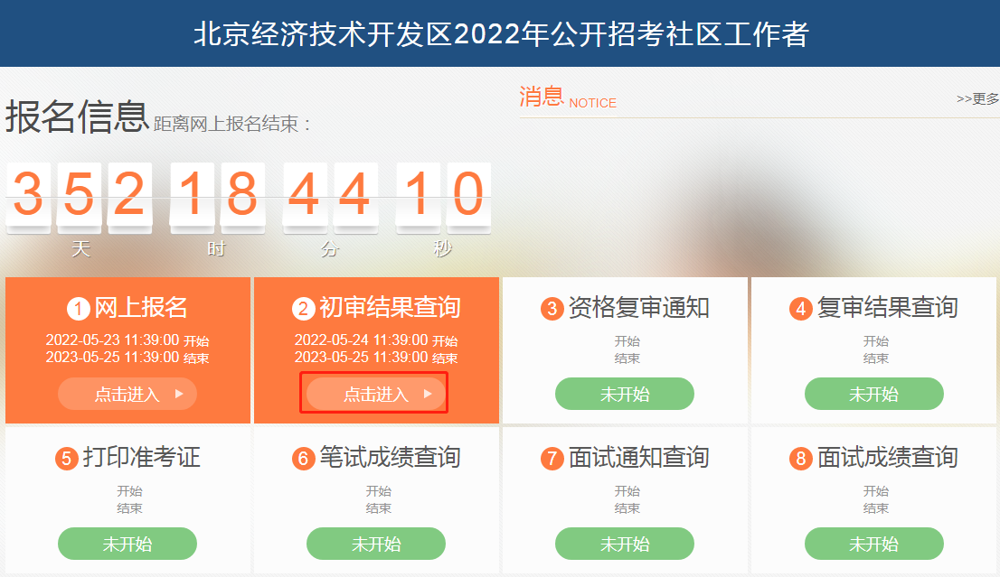 北京经济技术开发区2022年公开招考社区工作者
报名信息 距离网上报名结束：
消息 NOTICE
>>更多
352 18 44 10
天 时 分 秒
1 网上报名
2022-05-23 11:39:00 开始
2023-05-25 11:39:00 结束
点击进入
2 初审结果查询
2022-05-24 11:39:00 开始
2023-05-25 11:39:00 结束
点击进入
3 资格复审通知
开始
结束
未开始
4 复审结果查询
开始
结束
未开始
5 打印准考证
开始
结束
未开始
6 笔试成绩查询
开始
结束
未开始
7 面试通知查询
开始
结束
未开始
8 面试成绩查询
开始
结束
未开始